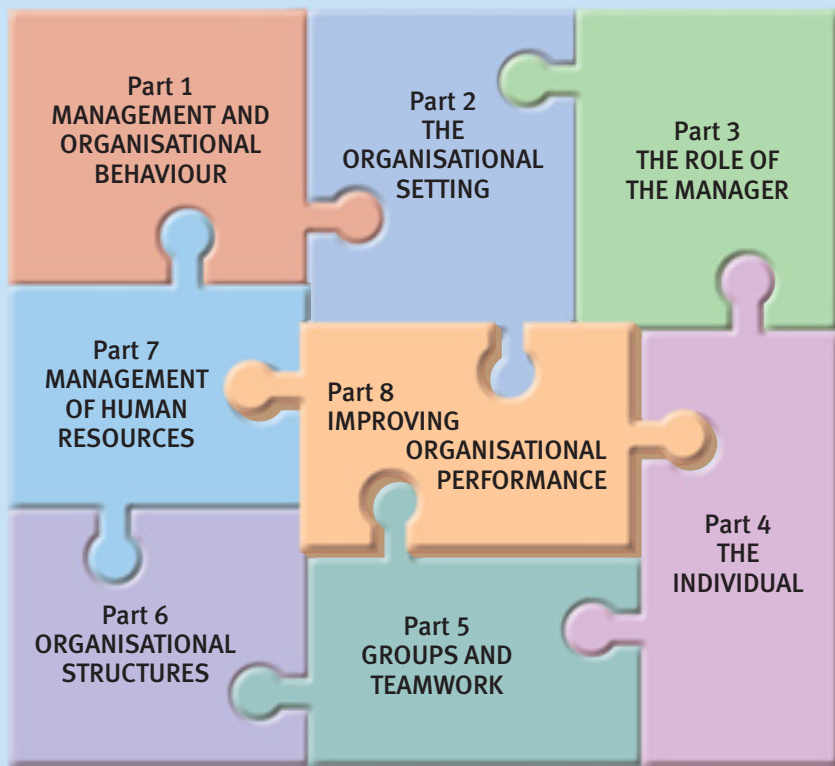 Part 1
MANAGEMENT AND
ORGANISATIONAL
BEHAVIOUR
Part 2
THE
ORGANISATIONAL
SETTING
Part 3
THE ROLE OF
THE MANAGER
Part 7
MANAGEMENT
OF HUMAN
RESOURCES
Part 8
IMPROVING
ORGANISATIONAL
PERFORMANCE
Part 4
THE
INDIVIDUAL
Part 6
ORGANISATIONAL
STRUCTURES
Part 5
GROUPS AND
TEAMWORK